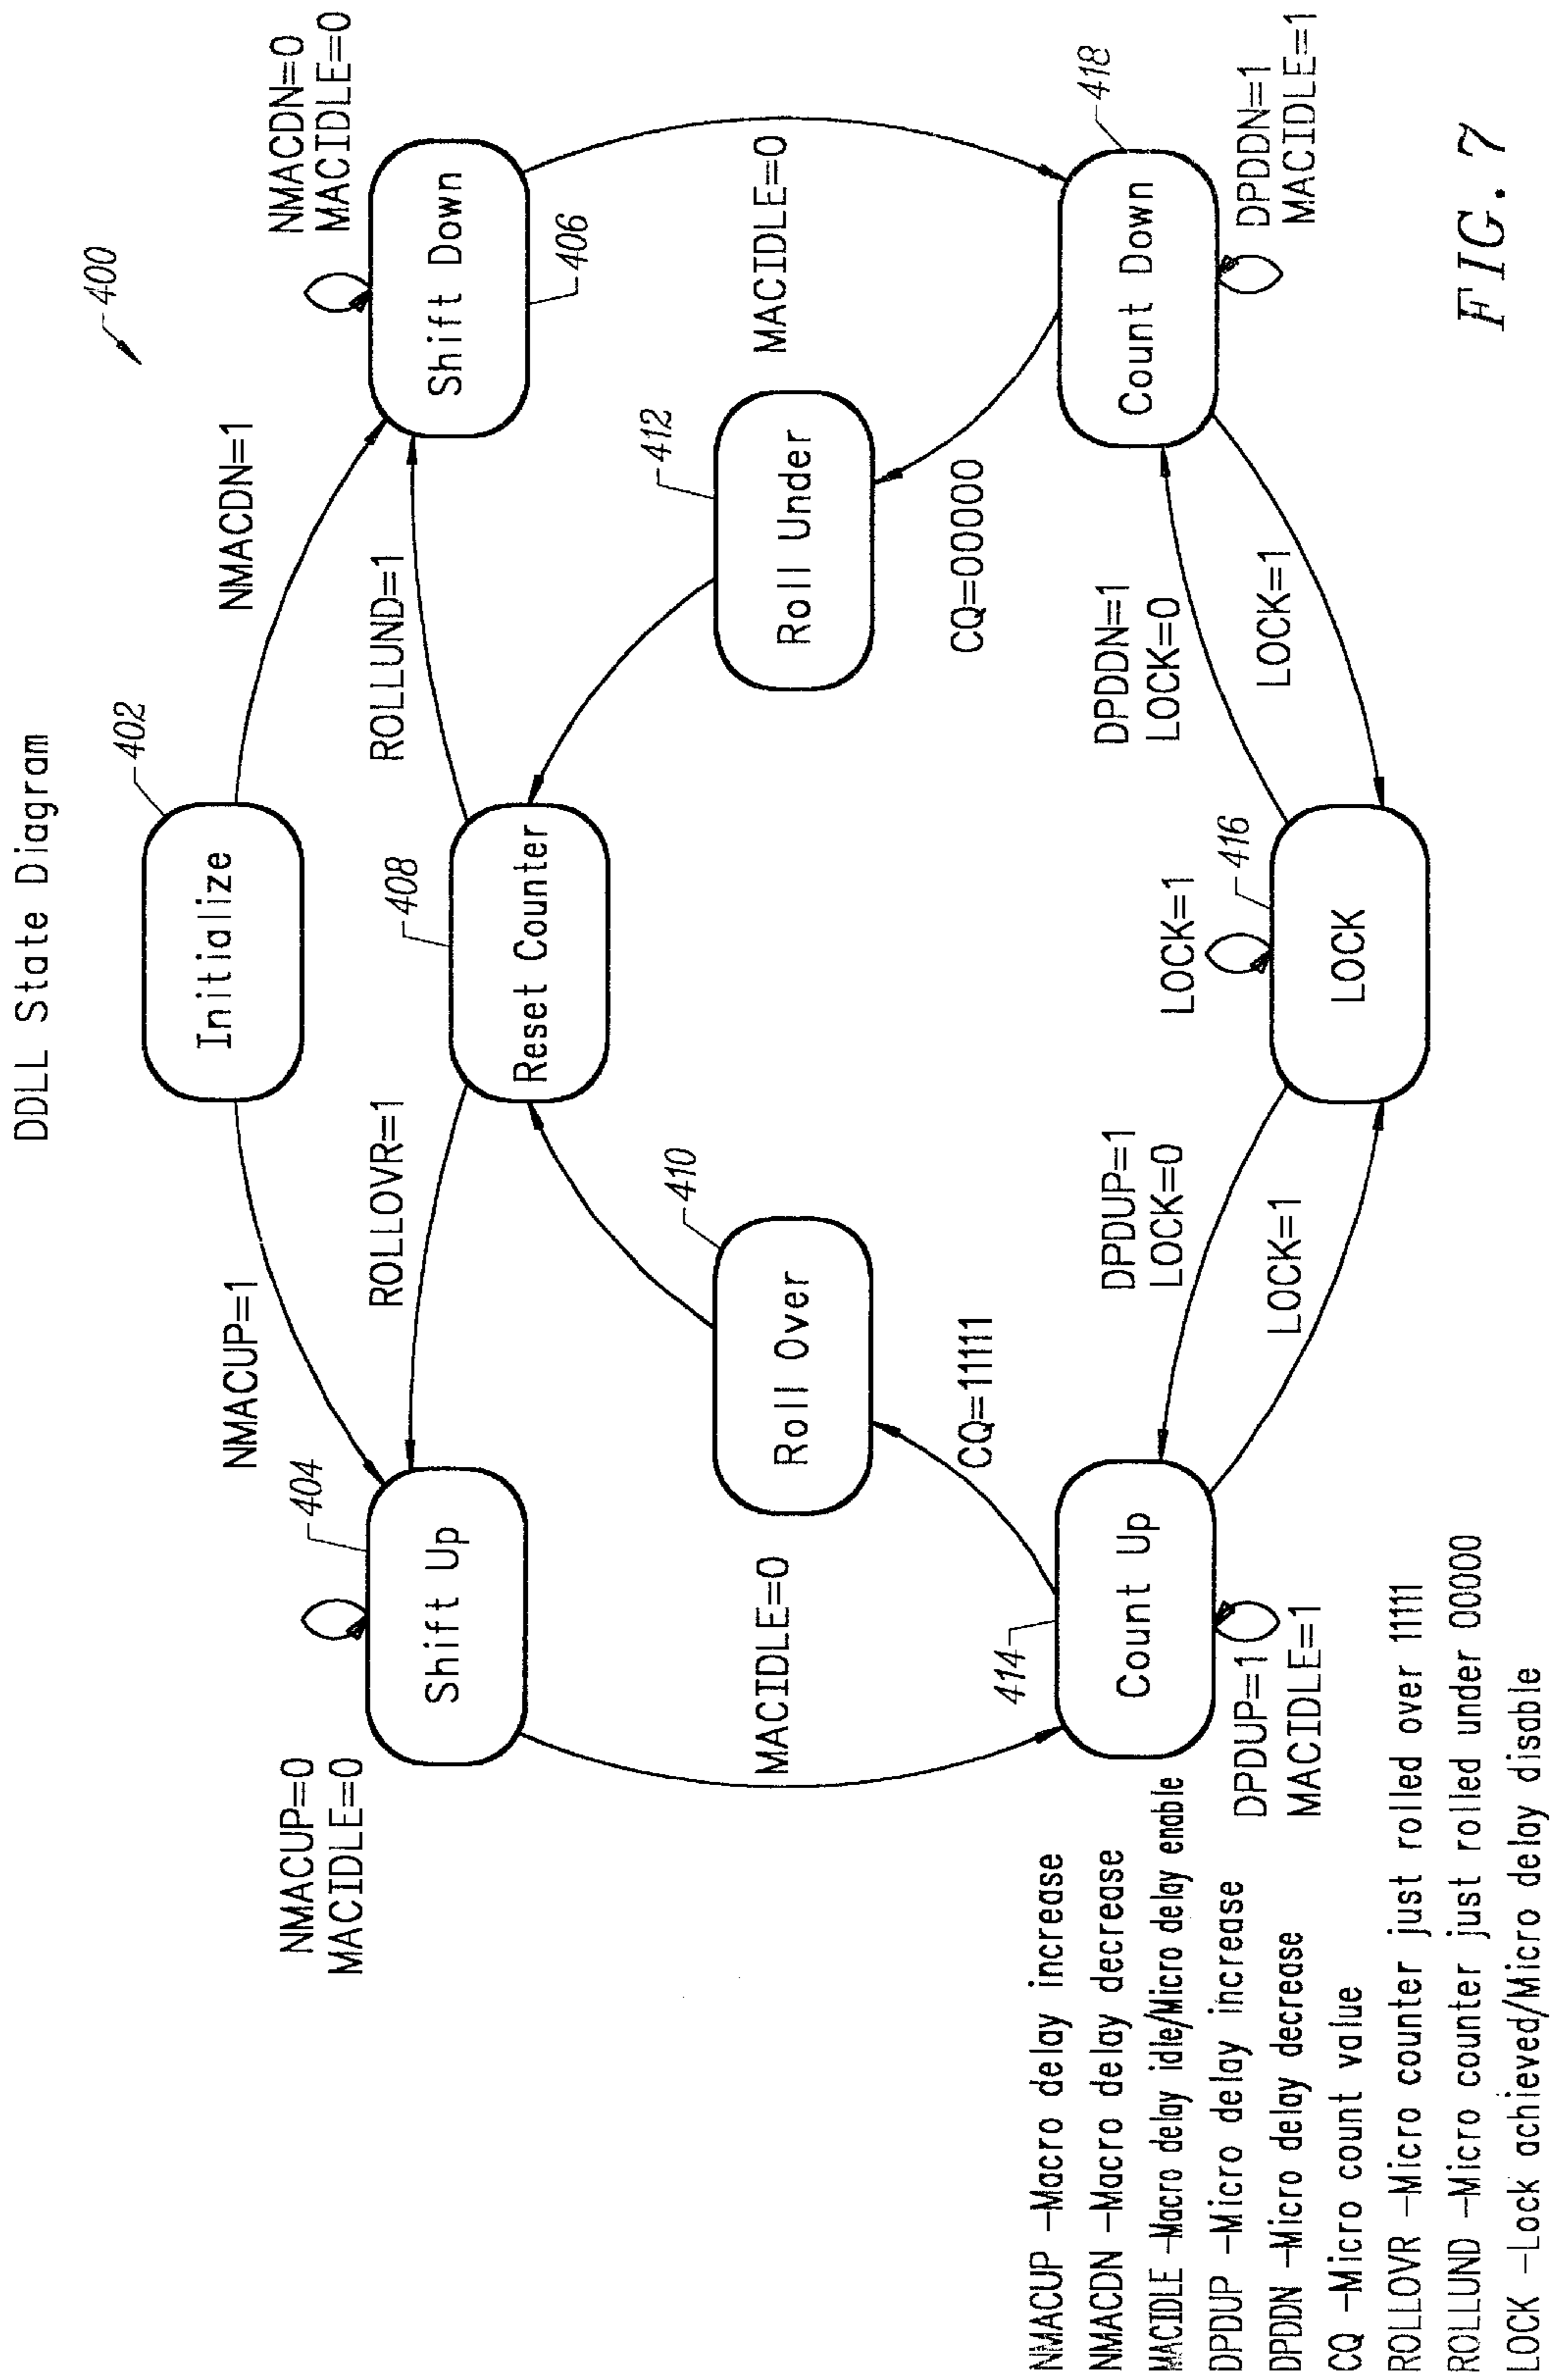 DDLL State Diagram
400
Initialize
402
NMACUP=1
NMACDN=1
NMACUP=0
MACIDLE=0
404
Shift Up
NMACDN=0
MACIDLE=0
Shift Down
406
ROLLOVR=1
ROLLUND=1
408
Reset Counter
410
Roll Over
412
Roll Under
MACIDLE=0
MACIDLE=0
CQ=11111
CQ=00000
414
Count Up
DPDUP=1
MACIDLE=1
418
Count Down
DPDDN=1
MACIDLE=1
DPDUP=1
LOCK=0
LOCK=1
LOCK=1
416
LOCK
DPDDN=1
LOCK=0
LOCK=1
NMACUP –Macro delay increase
NMACDN –Macro delay decrease
MACIDLE –Macro delay idle/Micro delay enable
DPDUP –Micro delay increase
DPDDN –Micro delay decrease
CQ –Micro count value
ROLLOVR –Micro counter just rolled over 11111
ROLLUND –Micro counter just rolled under 00000
LOCK –Lock achieved/Micro delay disable
FIG. 7